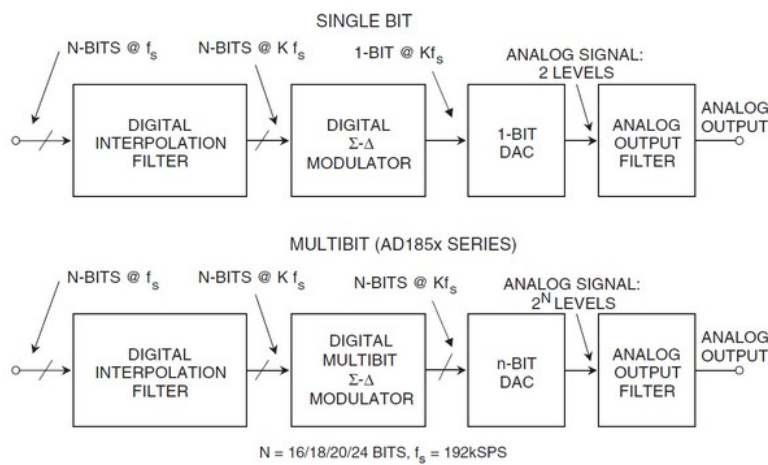 SINGLE BIT
N-BITS @ fs
N-BITS @ K fs
1-BIT @ Kfs
ANALOG SIGNAL:
2 LEVELS
ANALOG
OUTPUT
DIGITAL
INTERPOLATION
FILTER
DIGITAL
Σ-Δ
MODULATOR
1-BIT
DAC
ANALOG
OUTPUT
FILTER
MULTIBIT (AD185x SERIES)
N-BITS @ fs
N-BITS @ K fs
N-BITS @ Kfs
ANALOG SIGNAL:
2^N LEVELS
ANALOG
OUTPUT
DIGITAL
INTERPOLATION
FILTER
DIGITAL
MULTIBIT
Σ-Δ
MODULATOR
n-BIT
DAC
ANALOG
OUTPUT
FILTER
N = 16/18/20/24 BITS, fs = 192kSPS